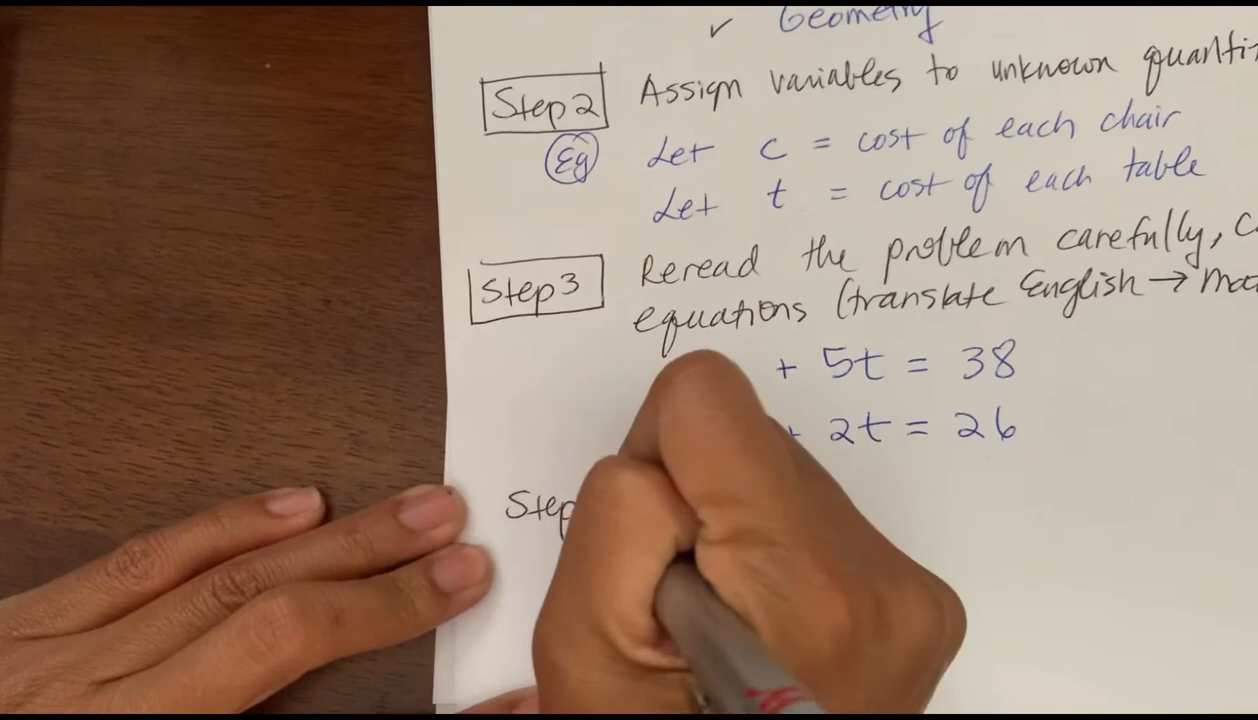 ✓ Geometry
Step 2 Assign variables to unknown
Eg Let c = cost of each chair
Let t = cost of each table
Step 3 Reread the problem carefully,
equations (translate English →
+ 5t = 38
+ 2t = 26
Step